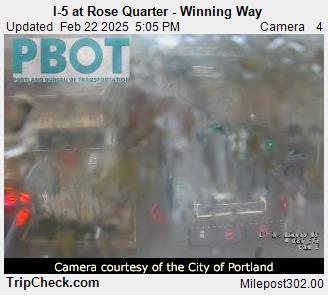 I-5 at Rose Quarter - Winning Way
Updated Feb 22 2025 5:05 PM Camera 4
PBOT
PORTLAND BUREAU OF TRANSPORTATION
Camera courtesy of the City of Portland
TripCheck.com Milepost302.00